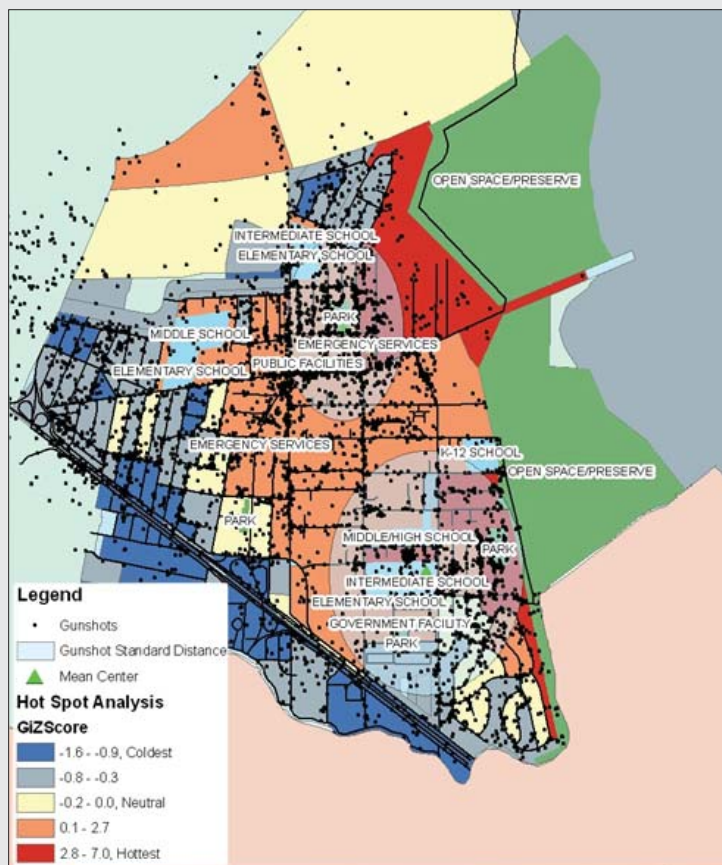 OPEN SPACE/PRESERVE
INTERMEDIATE SCHOOL
ELEMENTARY SCHOOL
PARK
MIDDLE SCHOOL
EMERGENCY SERVICES
PUBLIC FACILITIES
ELEMENTARY SCHOOL
EMERGENCY SERVICES
K-12 SCHOOL
OPEN SPACE/PRESERVE
PARK
MIDDLE/HIGH SCHOOL
PARK
INTERMEDIATE SCHOOL
ELEMENTARY SCHOOL
GOVERNMENT FACILITY
PARK
Legend
Gunshots
Gunshot Standard Distance
Mean Center
Hot Spot Analysis
GiZScore
-1.6 - -0.9, Coldest
-0.8 - -0.3
-0.2 - 0.0, Neutral
0.1 - 2.7
2.8 - 7.0, Hottest